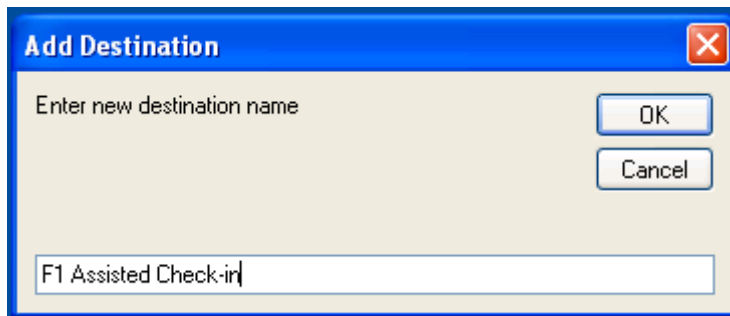 Add Destination
Enter new destination name
OK
Cancel
F1 Assisted Check-in